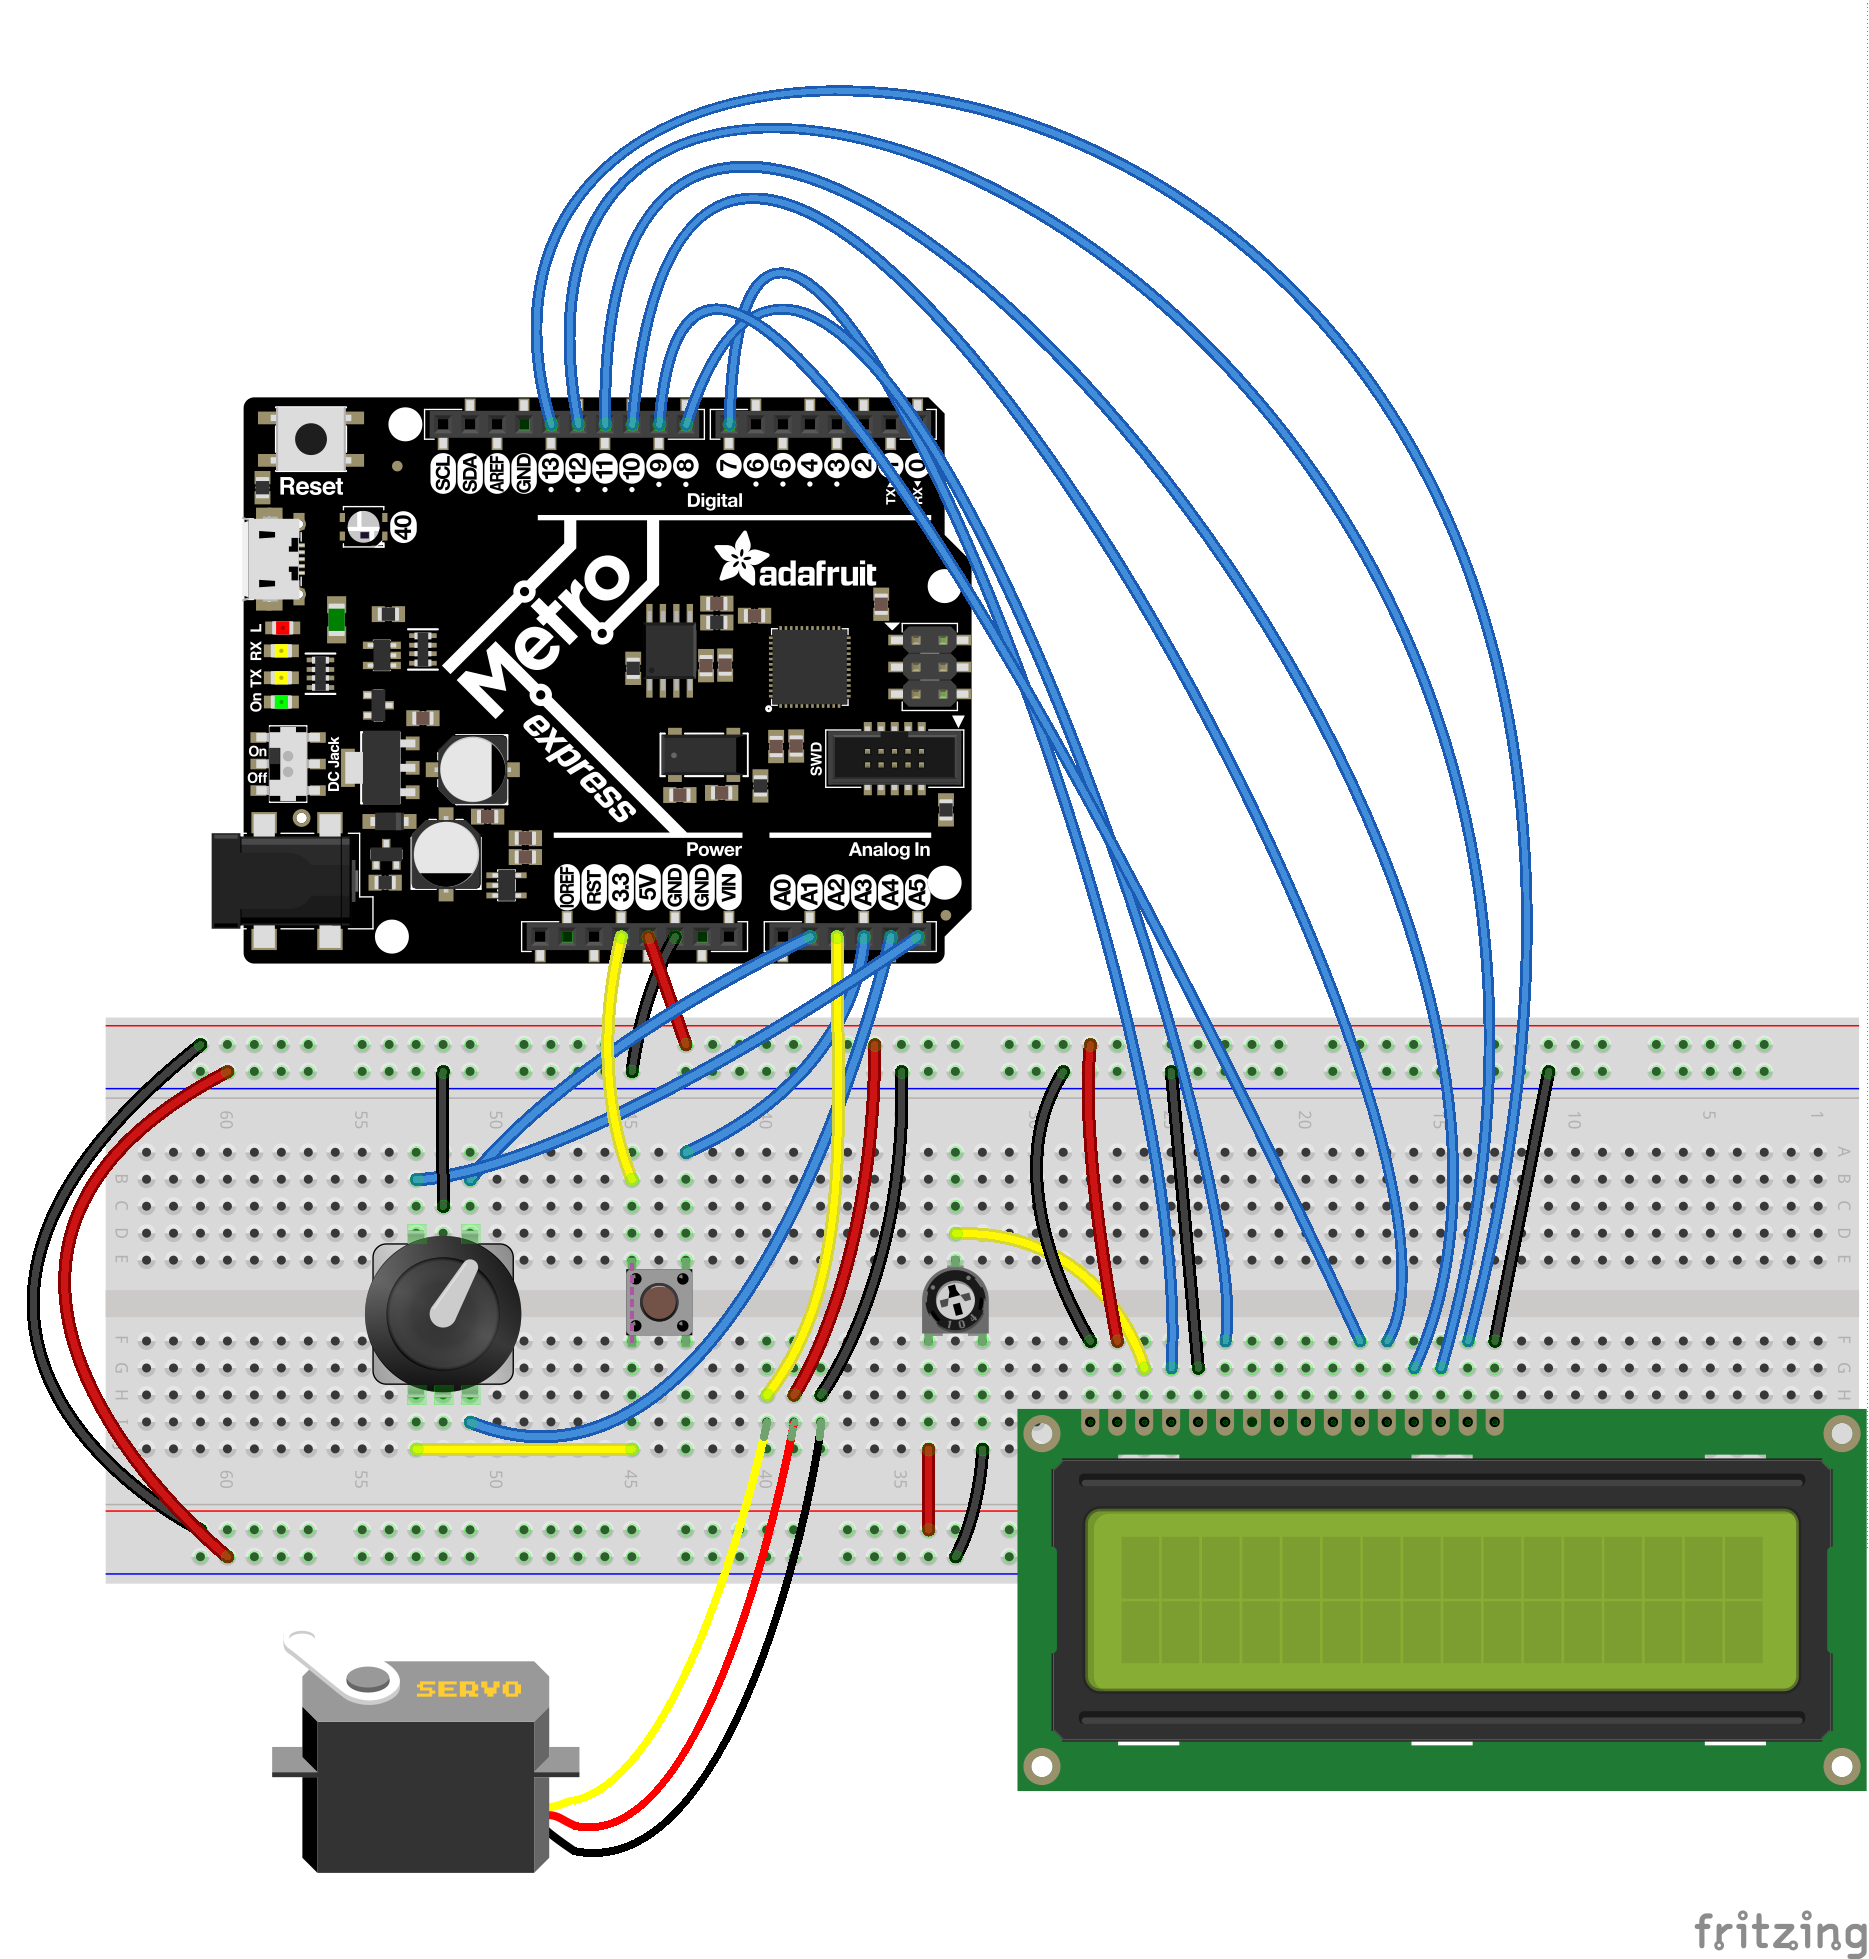 SCL SDA AREF GND 13 12 11 10 9 8 7 6 5 4 3 2 1 0
TX RX
Reset
Digital
40
Metro
express
adafruit
L
RX
TX
On
On
Off
DC Jack
SWD
Power
Analog In
IOREF RST 3.3 5V GND GND VIN A0 A1 A2 A3 A4 A5
60 55 50 45 40 30 25 20 15 10 5 1
A A
B B
C C
D D
E E
F F
G G
H H
I
60 55 50 45 40 35
104
SERVO
fritzing